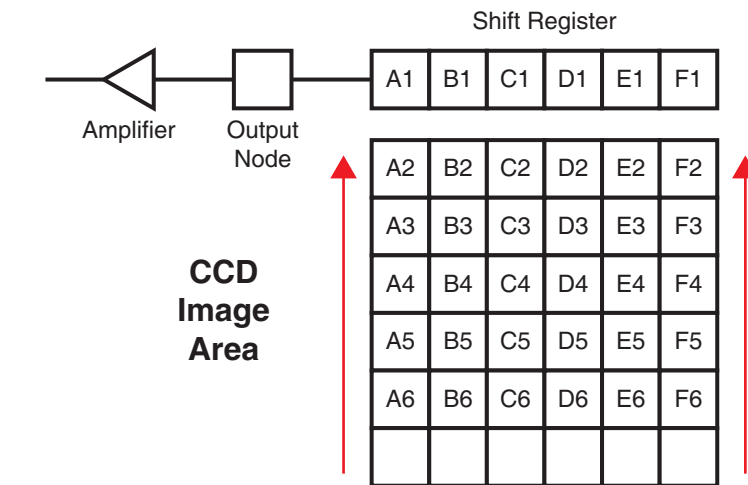 Shift Register
A1 B1 C1 D1 E1 F1
Amplifier
Output
Node
A2 B2 C2 D2 E2 F2
A3 B3 C3 D3 E3 F3
CCD
Image
Area
A4 B4 C4 D4 E4 F4
A5 B5 C5 D5 E5 F5
A6 B6 C6 D6 E6 F6